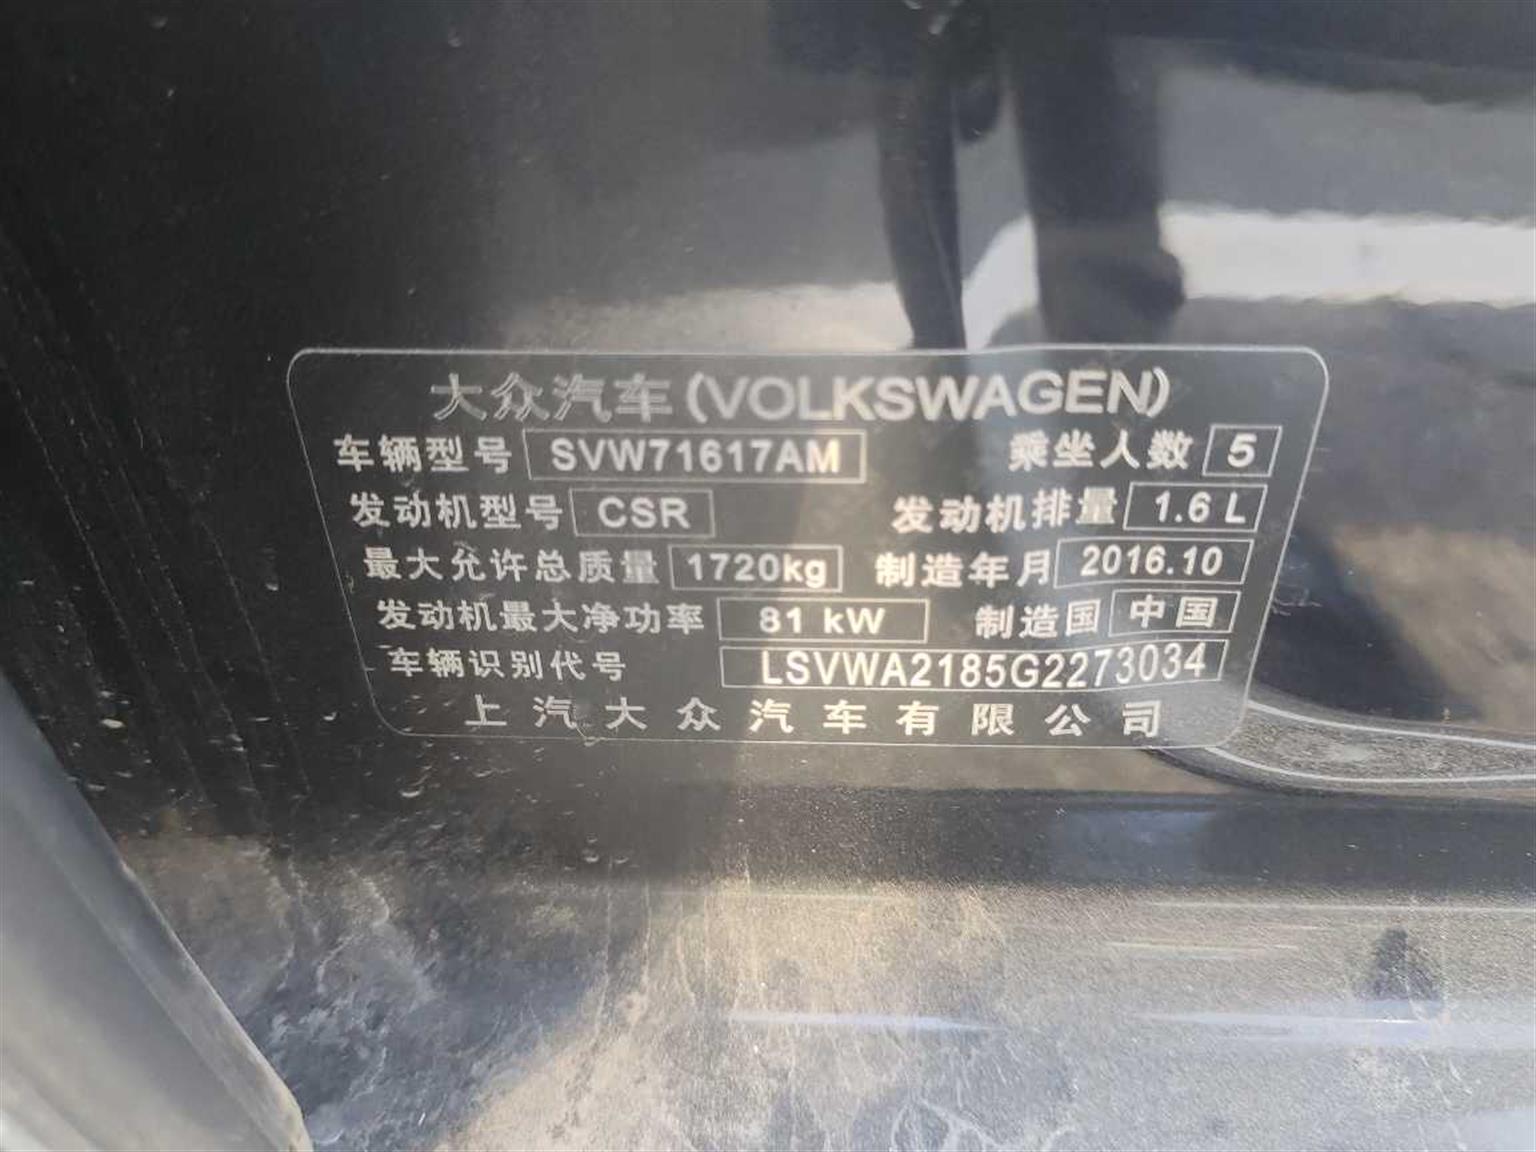 大众汽车(VOLKSWAGEN)
车辆型号 SVW71617AM 乘坐人数 5
发动机型号 CSR 发动机排量 1.6 L
最大允许总质量 1720kg 制造年月 2016.10
发动机最大净功率 81 kW 制造国 中国
车辆识别代号 LSVWA2185G2273034
上汽大众汽车有限公司